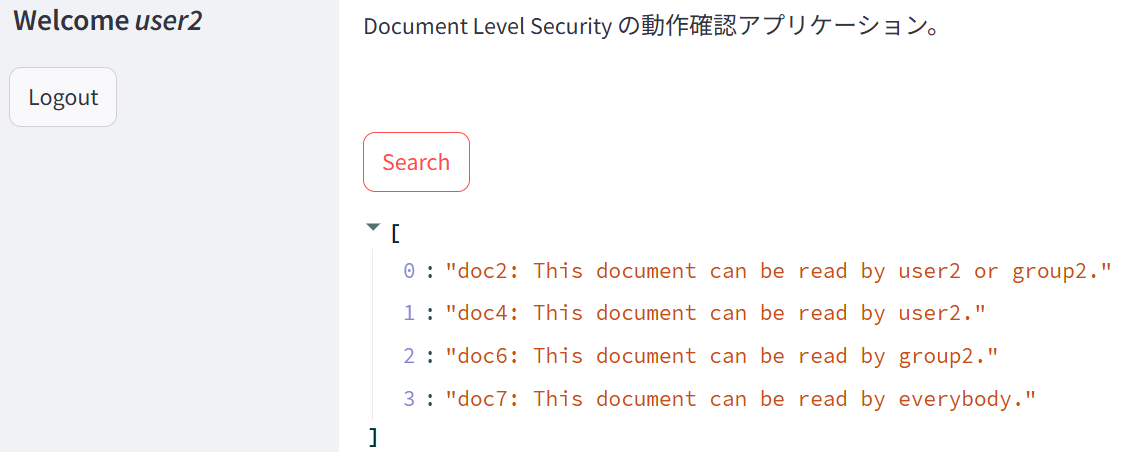 Welcome user2
Logout
Document Level Security の動作確認アプリケーション。
Search
[
0 : "doc2: This document can be read by user2 or group2."
1 : "doc4: This document can be read by user2."
2 : "doc6: This document can be read by group2."
3 : "doc7: This document can be read by everybody."
]